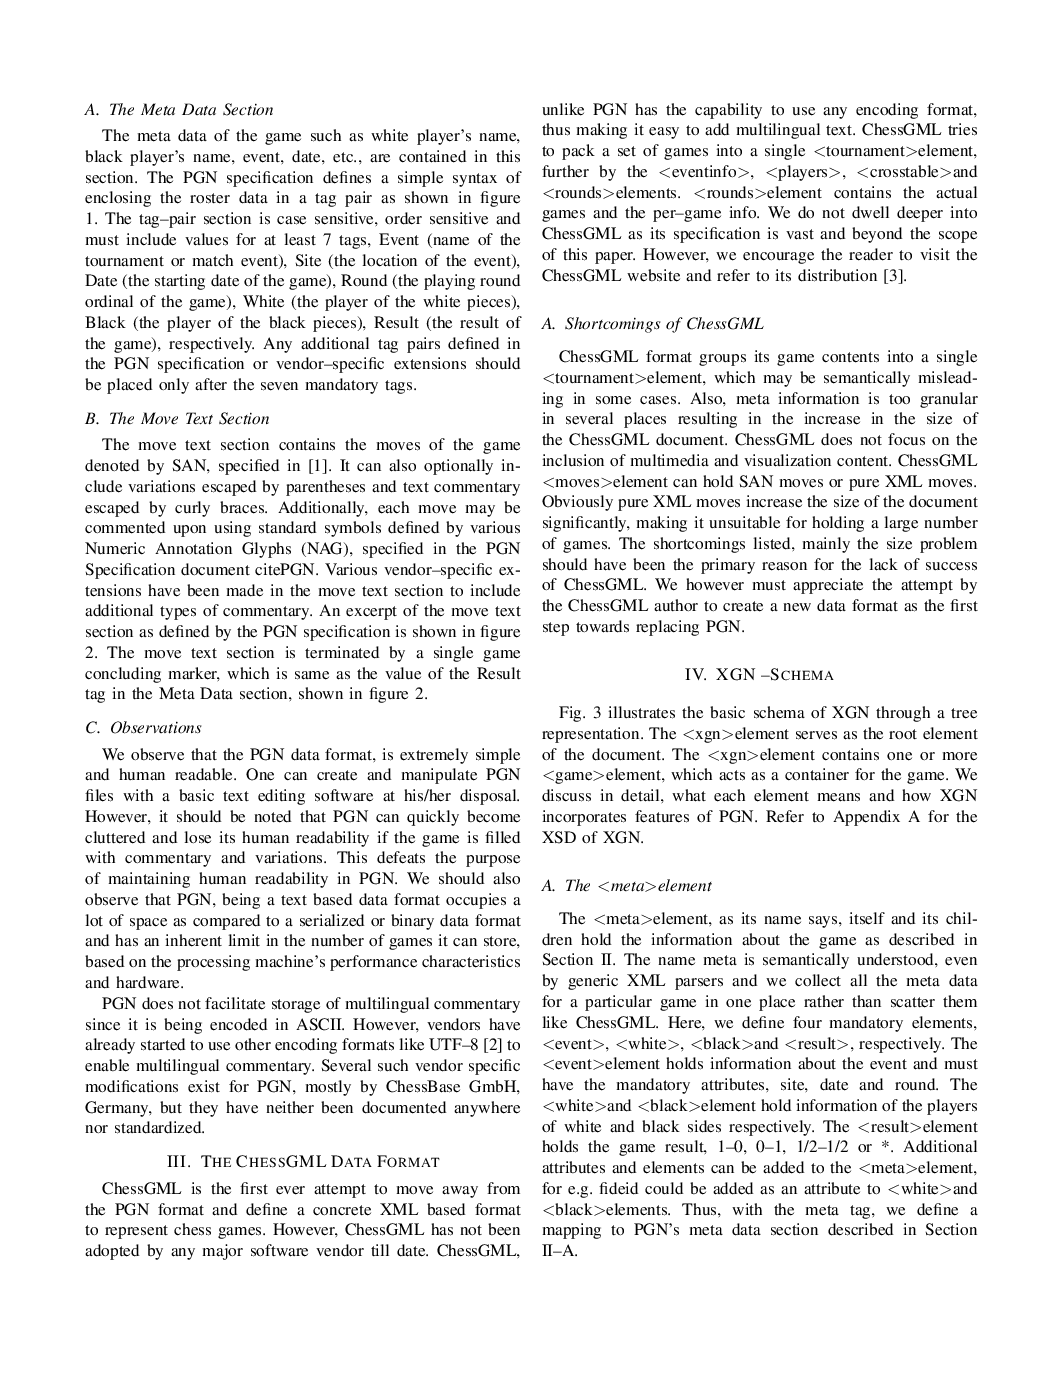 A. The Meta Data Section
The meta data of the game such as white player's name,
black player's name, event, date, etc., are contained in this
section. The PGN specification defines a simple syntax of
enclosing the roster data in a tag pair as shown in figure
1. The tag–pair section is case sensitive, order sensitive and
must include values for at least 7 tags, Event (name of the
tournament or match event), Site (the location of the event),
Date (the starting date of the game), Round (the playing round
ordinal of the game), White (the player of the white pieces),
Black (the player of the black pieces), Result (the result of
the game), respectively. Any additional tag pairs defined in
the PGN specification or vendor–specific extensions should
be placed only after the seven mandatory tags.
B. The Move Text Section
The move text section contains the moves of the game
denoted by SAN, specified in [1]. It can also optionally in-
clude variations escaped by parentheses and text commentary
escaped by curly braces. Additionally, each move may be
commented upon using standard symbols defined by various
Numeric Annotation Glyphs (NAG), specified in the PGN
Specification document citePGN. Various vendor–specific ex-
tensions have been made in the move text section to include
additional types of commentary. An excerpt of the move text
section as defined by the PGN specification is shown in figure
2. The move text section is terminated by a single game
concluding marker, which is same as the value of the Result
tag in the Meta Data section, shown in figure 2.
C. Observations
We observe that the PGN data format, is extremely simple
and human readable. One can create and manipulate PGN
files with a basic text editing software at his/her disposal.
However, it should be noted that PGN can quickly become
cluttered and lose its human readability if the game is filled
with commentary and variations. This defeats the purpose
of maintaining human readability in PGN. We should also
observe that PGN, being a text based data format occupies a
lot of space as compared to a serialized or binary data format
and has an inherent limit in the number of games it can store,
based on the processing machine's performance characteristics
and hardware.
PGN does not facilitate storage of multilingual commentary
since it is being encoded in ASCII. However, vendors have
already started to use other encoding formats like UTF–8 [2] to
enable multilingual commentary. Several such vendor specific
modifications exist for PGN, mostly by ChessBase GmbH,
Germany, but they have neither been documented anywhere
nor standardized.
III. THE CHESSGML DATA FORMAT
ChessGML is the first ever attempt to move away from
the PGN format and define a concrete XML based format
to represent chess games. However, ChessGML has not been
adopted by any major software vendor till date. ChessGML,
unlike PGN has the capability to use any encoding format,
thus making it easy to add multilingual text. ChessGML tries
to pack a set of games into a single <tournament>element,
further by the <eventinfo>, <players>, <crosstable>and
<rounds>elements. <rounds>element contains the actual
games and the per–game info. We do not dwell deeper into
ChessGML as its specification is vast and beyond the scope
of this paper. However, we encourage the reader to visit the
ChessGML website and refer to its distribution [3].
A. Shortcomings of ChessGML
ChessGML format groups its game contents into a single
<tournament>element, which may be semantically mislead-
ing in some cases. Also, meta information is too granular
in several places resulting in the increase in the size of
the ChessGML document. ChessGML does not focus on the
inclusion of multimedia and visualization content. ChessGML
<moves>element can hold SAN moves or pure XML moves.
Obviously pure XML moves increase the size of the document
significantly, making it unsuitable for holding a large number
of games. The shortcomings listed, mainly the size problem
should have been the primary reason for the lack of success
of ChessGML. We however must appreciate the attempt by
the ChessGML author to create a new data format as the first
step towards replacing PGN.
IV. XGN –SCHEMA
Fig. 3 illustrates the basic schema of XGN through a tree
representation. The <xgn>element serves as the root element
of the document. The <xgn>element contains one or more
<game>element, which acts as a container for the game. We
discuss in detail, what each element means and how XGN
incorporates features of PGN. Refer to Appendix A for the
XSD of XGN.
A. The <meta>element
The <meta>element, as its name says, itself and its chil-
dren hold the information about the game as described in
Section II. The name meta is semantically understood, even
by generic XML parsers and we collect all the meta data
for a particular game in one place rather than scatter them
like ChessGML. Here, we define four mandatory elements,
<event>, <white>, <black>and <result>, respectively. The
<event>element holds information about the event and must
have the mandatory attributes, site, date and round. The
<white>and <black>element hold information of the players
of white and black sides respectively. The <result>element
holds the game result, 1–0, 0–1, 1/2–1/2 or *. Additional
attributes and elements can be added to the <meta>element,
for e.g. fideid could be added as an attribute to <white>and
<black>elements. Thus, with the meta tag, we define a
mapping to PGN's meta data section described in Section
II–A.